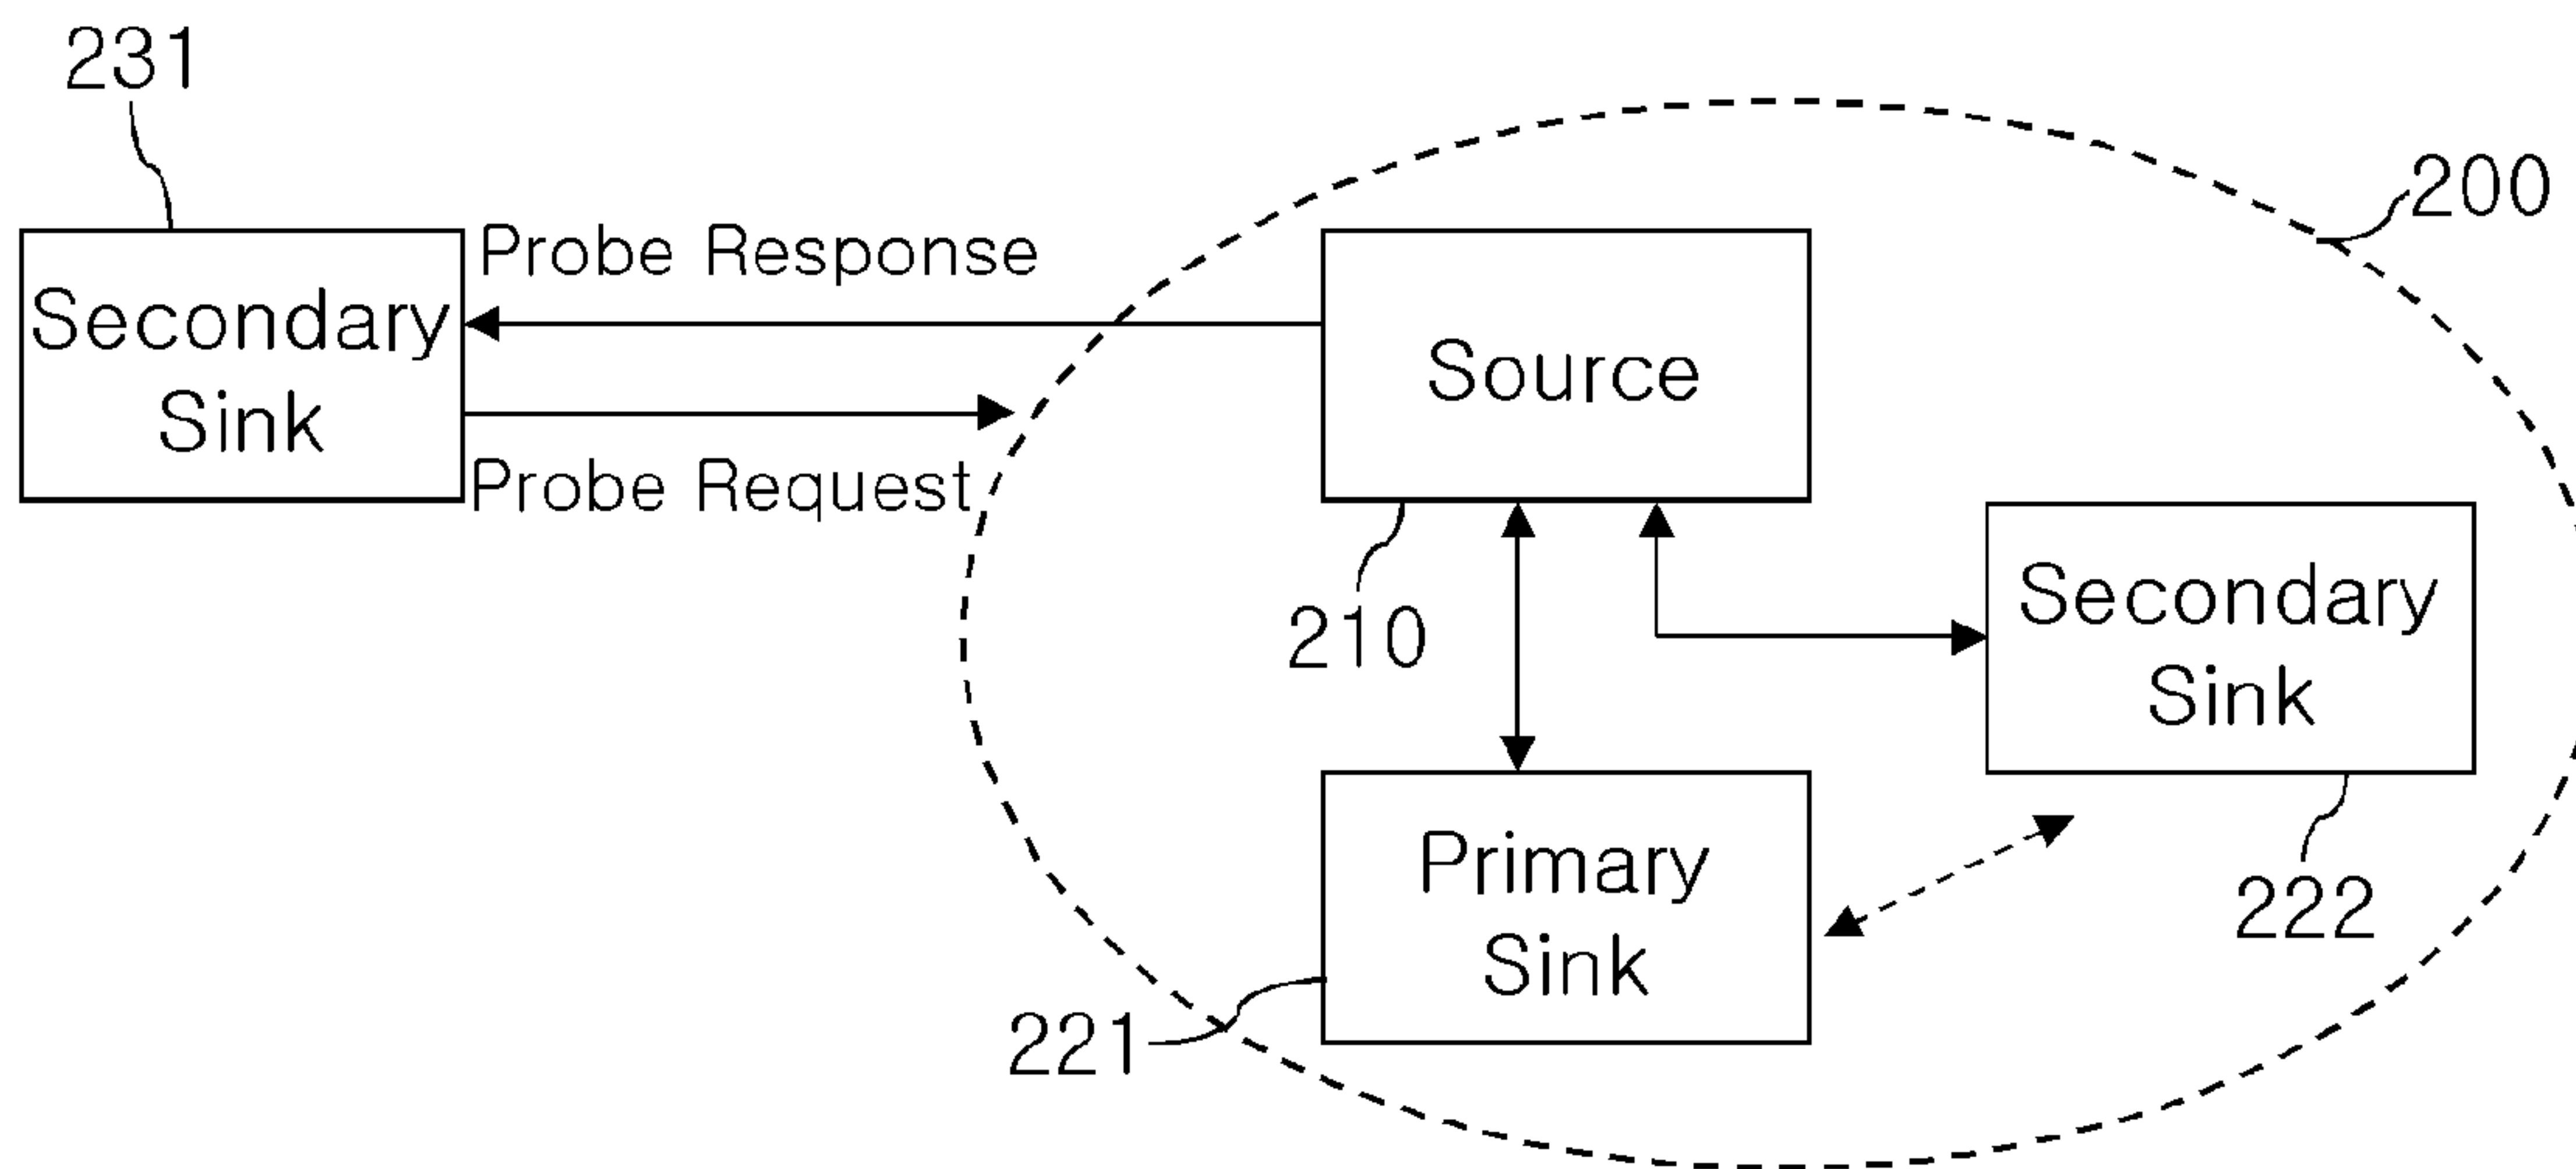 231
200
Probe Response
Secondary
Sink
Source
Probe Request
210
Secondary
Sink
Primary
Sink
222
221